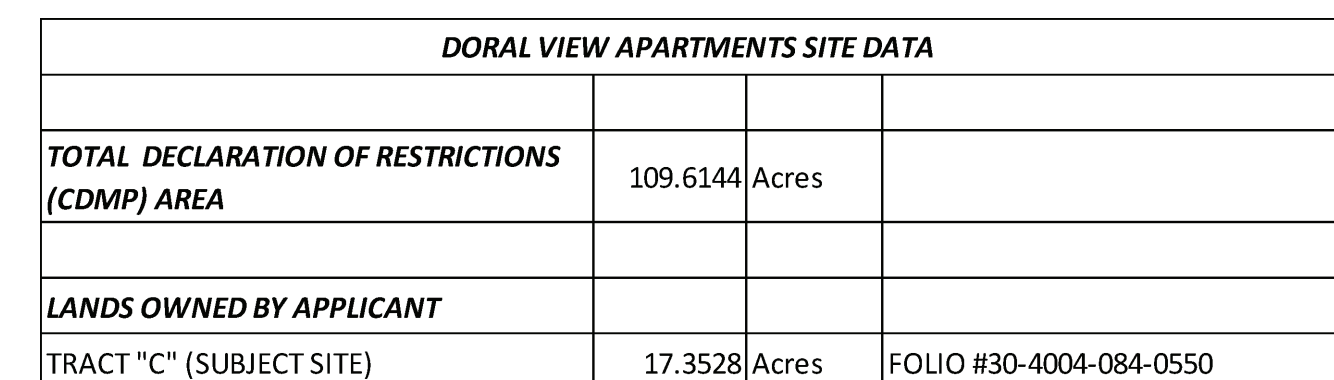 DORAL VIEW APARTMENTS SITE DATA
TOTAL DECLARATION OF RESTRICTIONS
(CDMP) AREA
109.6144 Acres
LANDS OWNED BY APPLICANT
TRACT "C" (SUBJECT SITE) 17.3528 Acres FOLIO #30-4004-084-0550